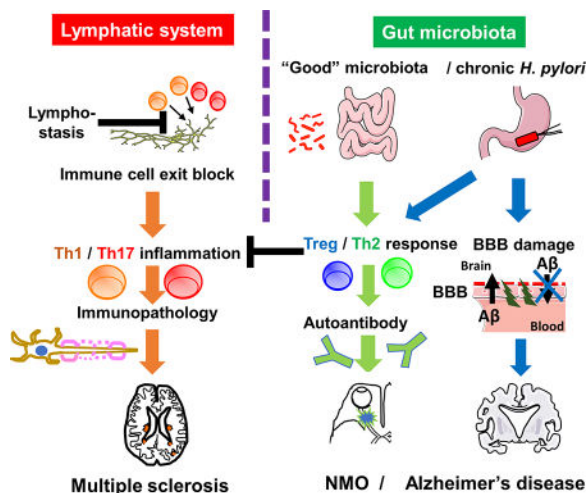 Lymphatic system
Gut microbiota
“Good” microbiota / chronic H. pylori
Lympho-
stasis
Immune cell exit block
Th1 / Th17 inflammation
Treg / Th2 response
BBB damage
Brain
Aβ
BBB
Aβ
Blood
Immunopathology
Autoantibody
Multiple sclerosis
NMO / Alzheimer’s disease